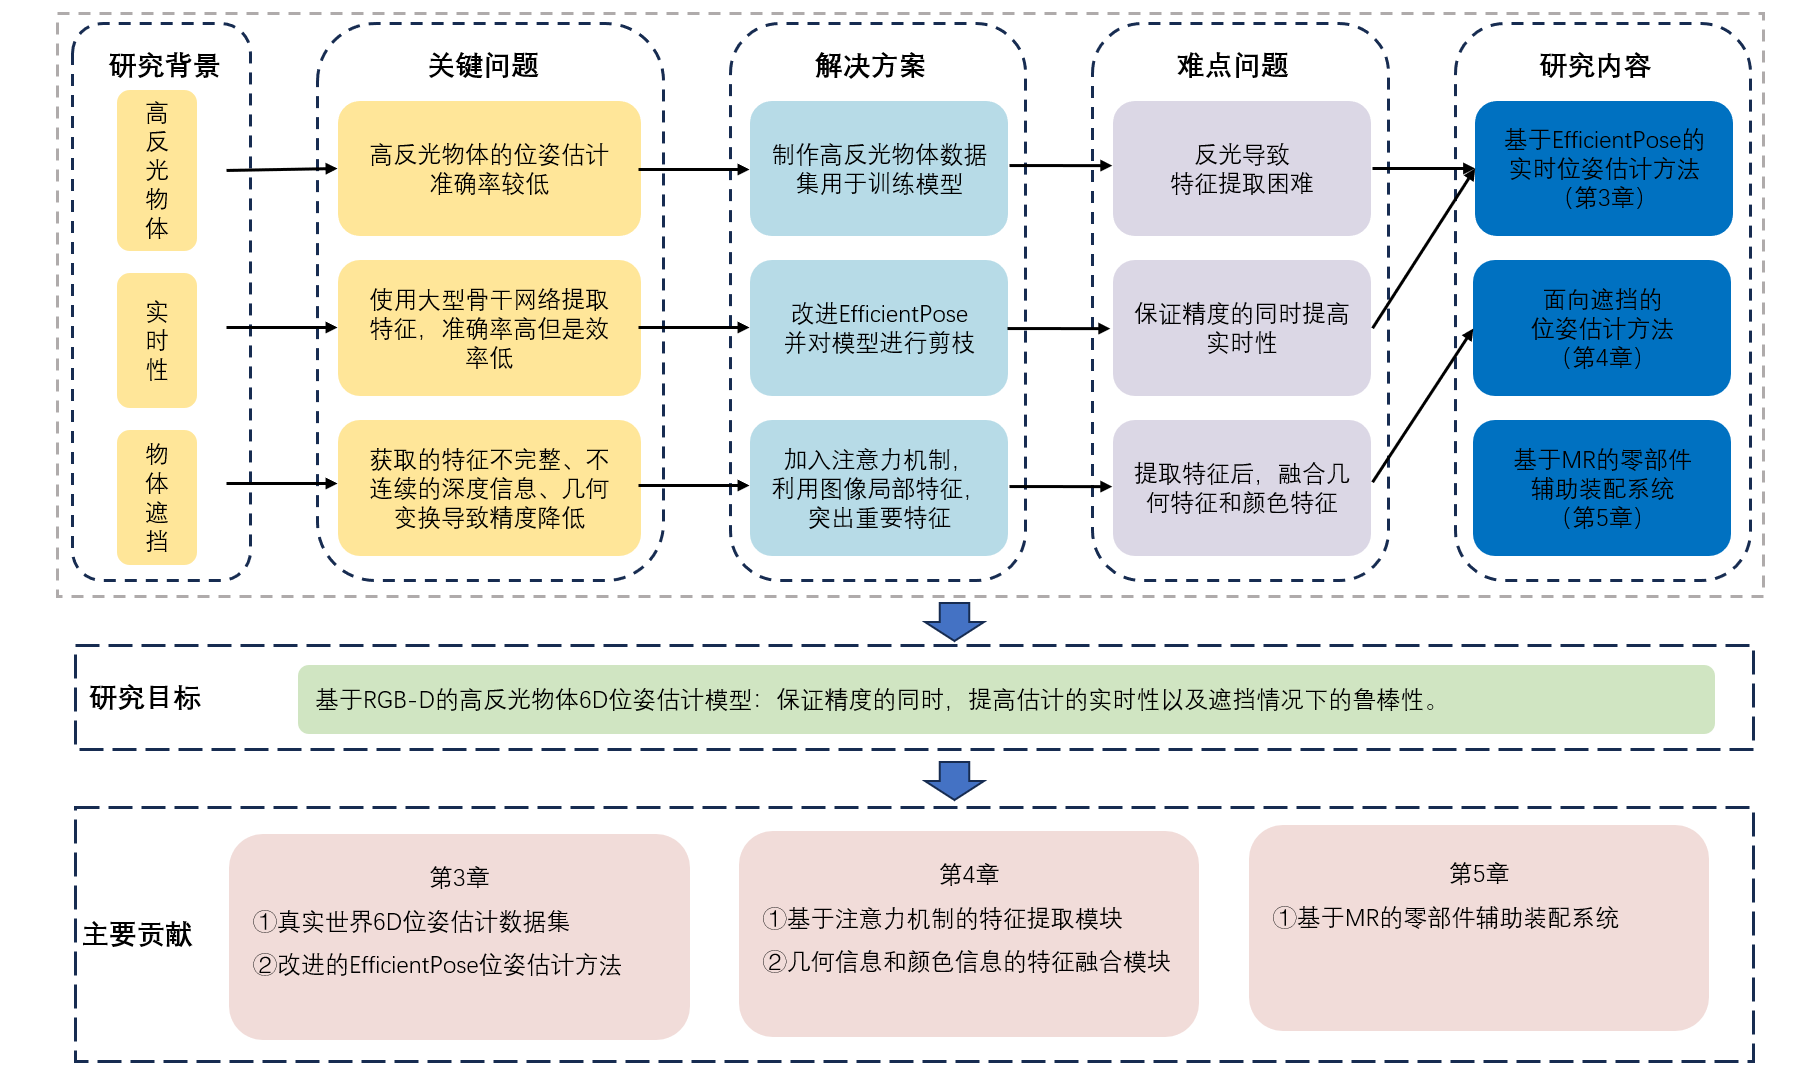 研究背景
关键问题
解决方案
难点问题
研究内容
高
反
光
物
体
高反光物体的位姿估计
准确率较低
制作高反光物体数据
集用于训练模型
反光导致
特征提取困难
基于EfficientPose的
实时位姿估计方法
（第3章）
实
时
性
使用大型骨干网络提取
特征，准确率高但是效
率低
改进EfficientPose
并对模型进行剪枝
保证精度的同时提高
实时性
面向遮挡的
位姿估计方法
（第4章）
物
体
遮
挡
获取的特征不完整、不
连续的深度信息、几何
变换导致精度降低
加入注意力机制，
利用图像局部特征，
突出重要特征
提取特征后，融合几
何特征和颜色特征
基于MR的零部件
辅助装配系统
（第5章）
研究目标
基于RGB-D的高反光物体6D位姿估计模型：保证精度的同时，提高估计的实时性以及遮挡情况下的鲁棒性。
主要贡献
第3章
①真实世界6D位姿估计数据集
②改进的EfficientPose位姿估计方法
第4章
①基于注意力机制的特征提取模块
②几何信息和颜色信息的特征融合模块
第5章
①基于MR的零部件辅助装配系统